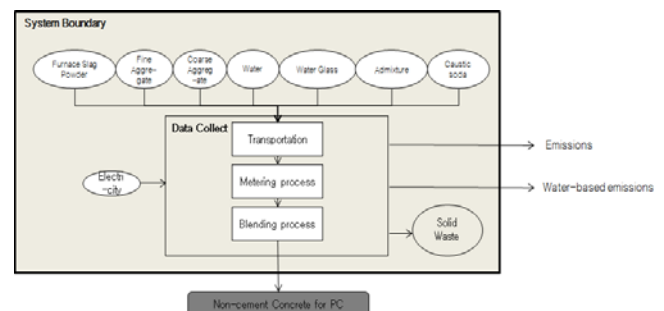 System Boundary
Furnace Slag
Powder
Fine
Aggre-
gate
Coarse
Aggreg
-ate
Water
Water Glass
Admixture
Caustic
soda
Data Collect
Transportation
Emissions
Electri
-city
Metering process
Water-based emissions
Blending process
Solid
Waste
Non-cement Concrete for PC